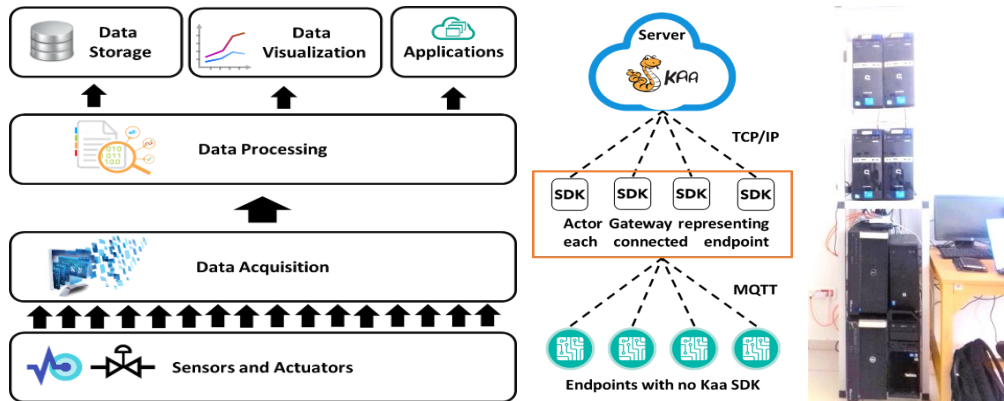 Data
Storage
Data
Visualization
Applications
Data Processing
Data Acquisition
Sensors and Actuators
Server
KAA
TCP/IP
SDK SDK SDK SDK
Actor Gateway representing
each connected endpoint
MQTT
Endpoints with no Kaa SDK